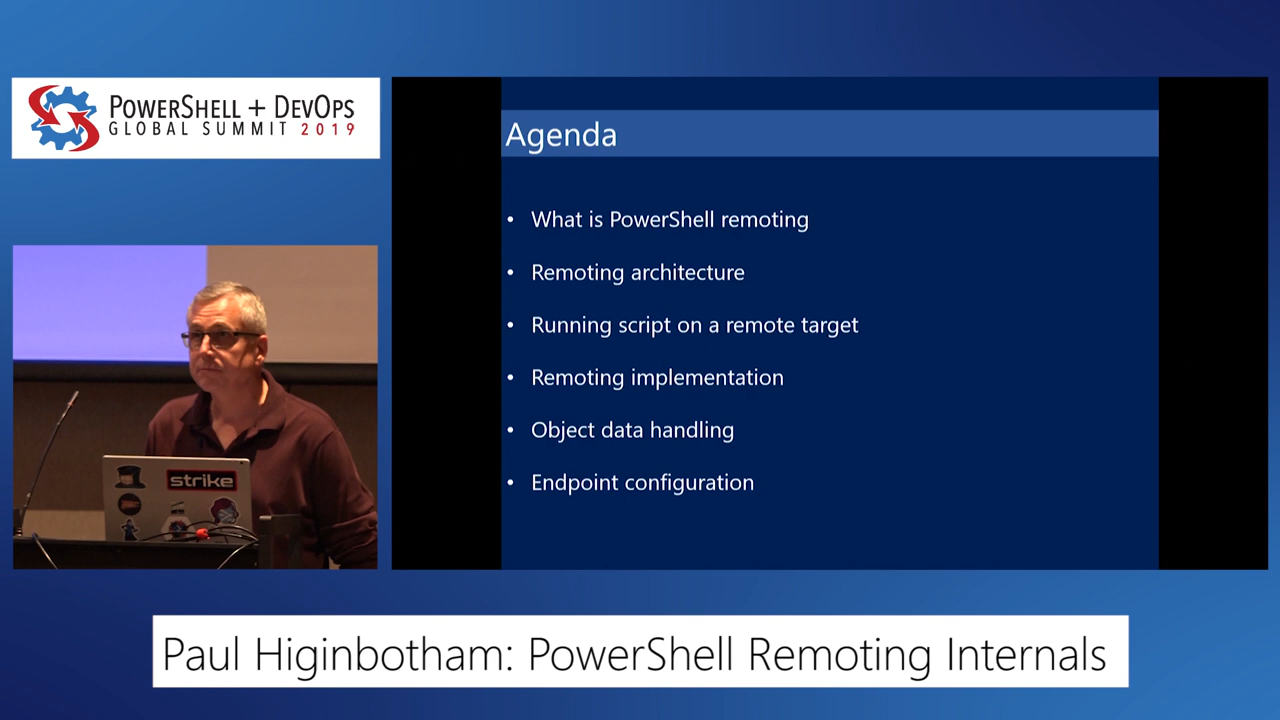 POWERSHELL + DEVOPS
GLOBAL SUMMIT 2019
Agenda
• What is PowerShell remoting
• Remoting architecture
• Running script on a remote target
• Remoting implementation
• Object data handling
• Endpoint configuration
strike
Paul Higinbotham: PowerShell Remoting Internals